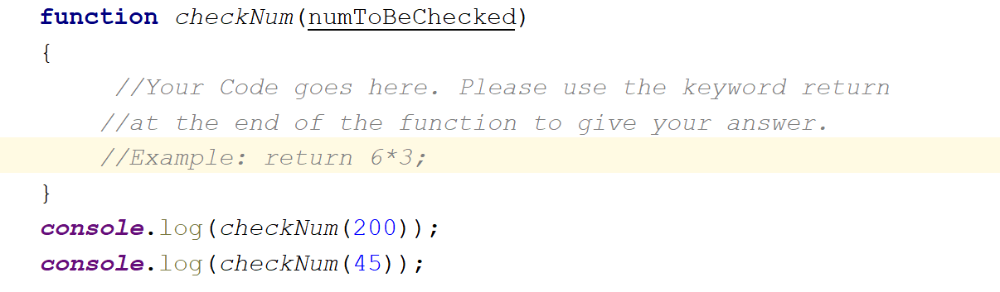 function checkNum(numToBeChecked)
{
//Your Code goes here. Please use the keyword return
//at the end of the function to give your answer.
//Example: return 6*3;
}
console.log(checkNum(200));
console.log(checkNum(45));